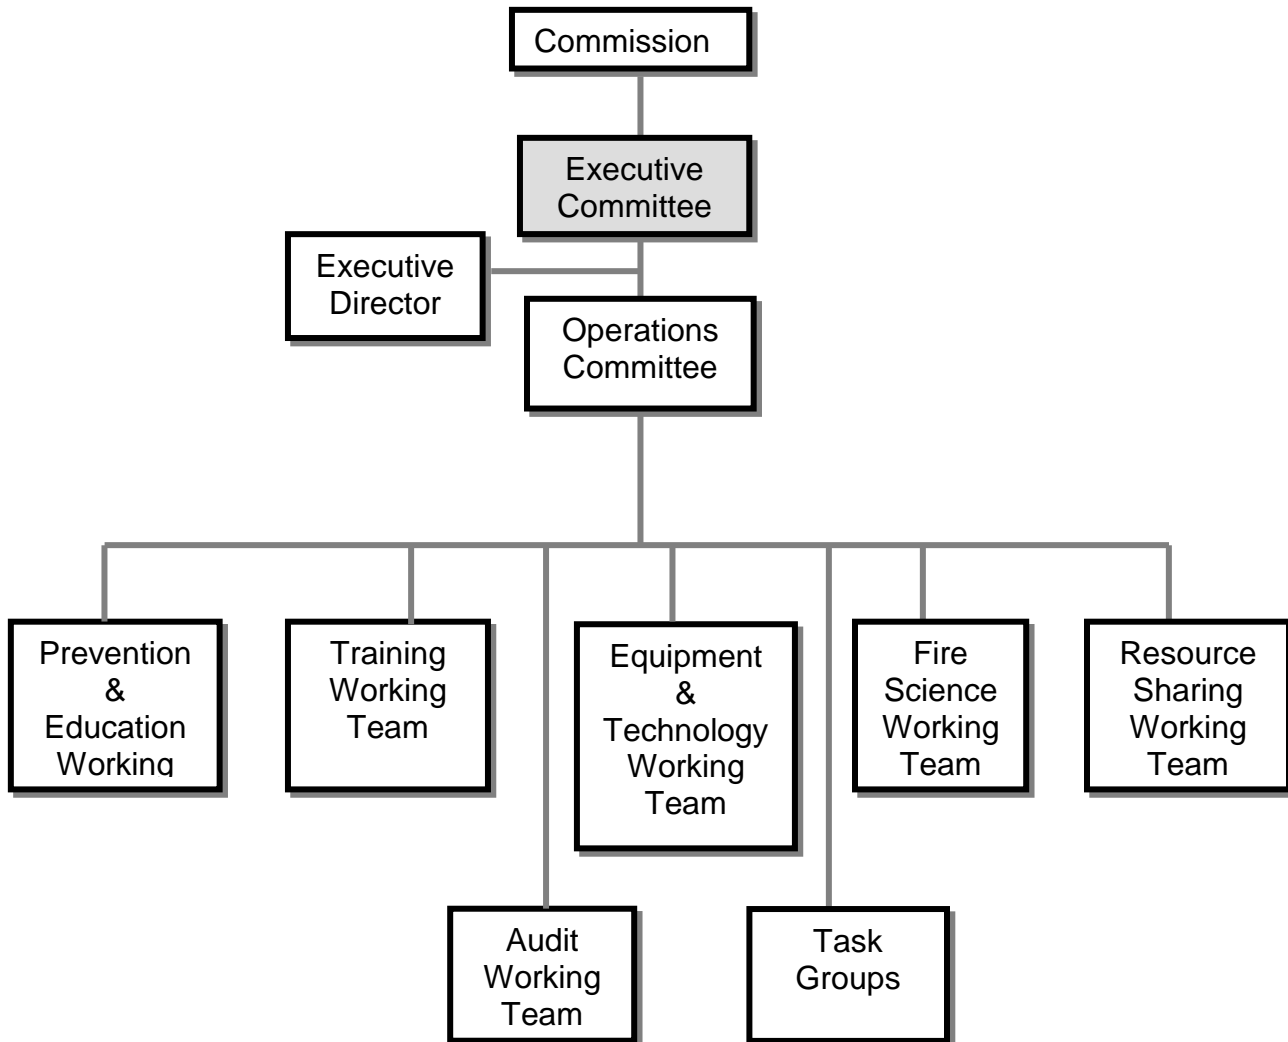 Commission
Executive
Committee
Executive
Director
Operations
Committee
Prevention
&
Education
Working
Training
Working
Team
Equipment
&
Technology
Working
Team
Fire
Science
Working
Team
Resource
Sharing
Working
Team
Audit
Working
Team
Task
Groups